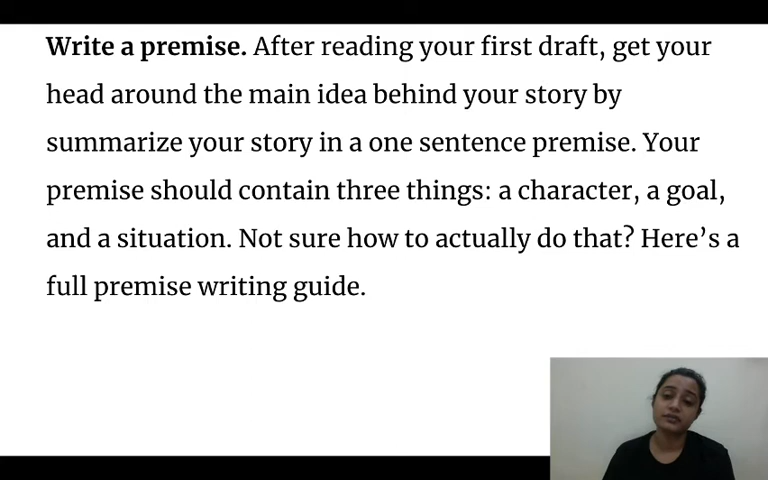 Write a premise. After reading your first draft, get your
head around the main idea behind your story by
summarize your story in a one sentence premise. Your
premise should contain three things: a character, a goal,
and a situation. Not sure how to actually do that? Here’s a
full premise writing guide.